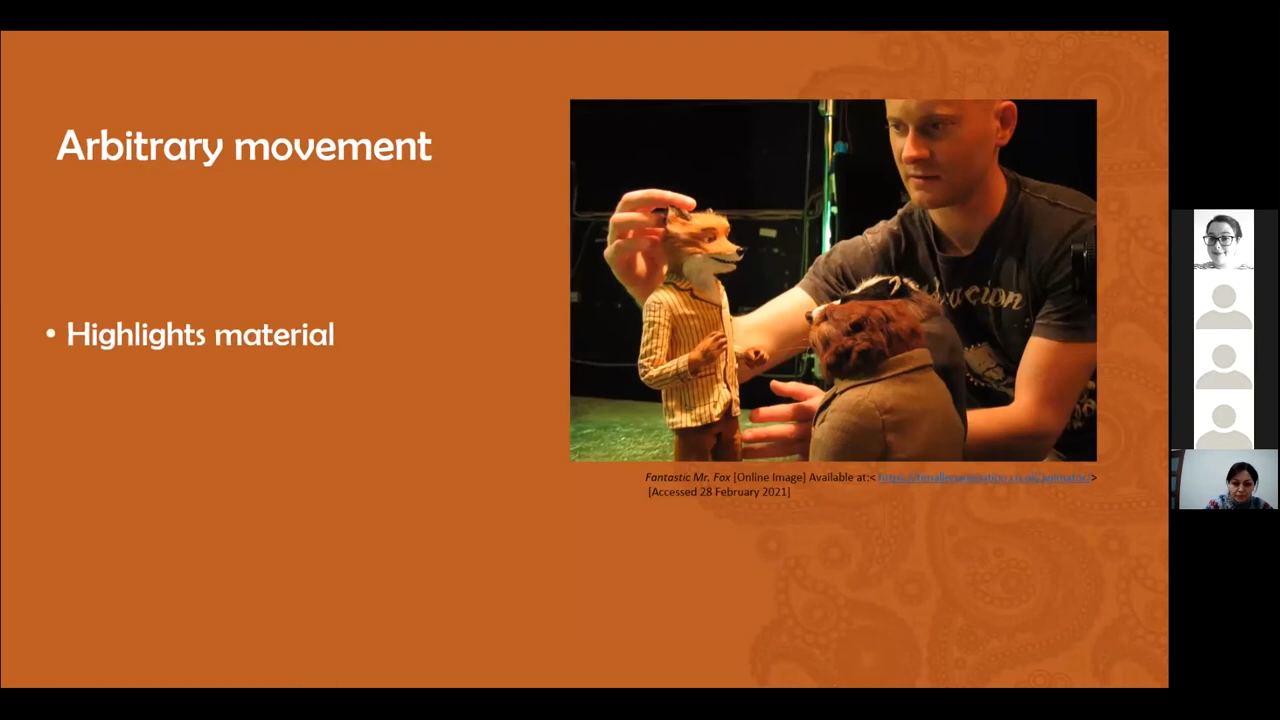 Arbitrary movement
• Highlights material
Fantastic Mr. Fox [Online Image] Available at:< >
[Accessed 28 February 2021]